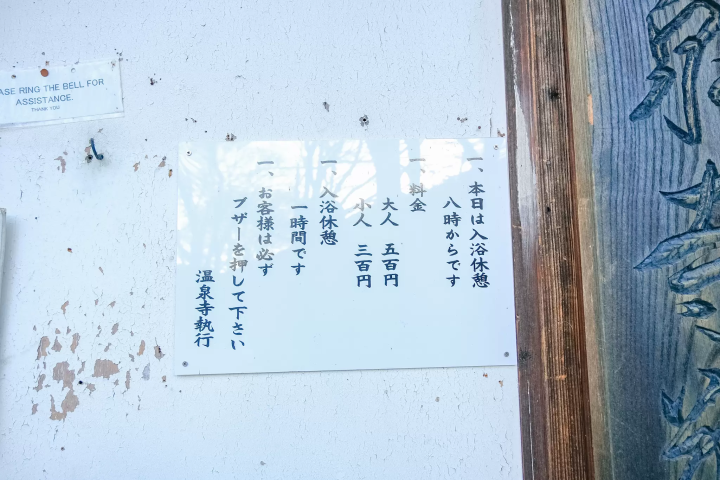 ASE RING THE BELL FOR
ASSISTANCE.
THANK YOU
一、本日は入浴休憩
八時からです
一、料金
大人 五百円
小人 三百円
一、入浴休憩
一時間です
一、お客様は必ず
ブザーを押して下さい
温泉寺執行